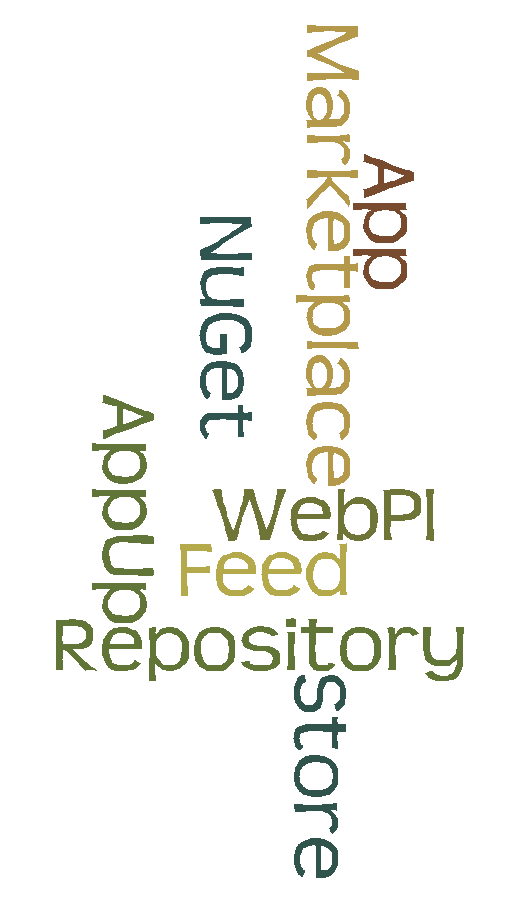 Marketplace
App
NuGet
AppUp
WebPI
Feed
Repository
Store